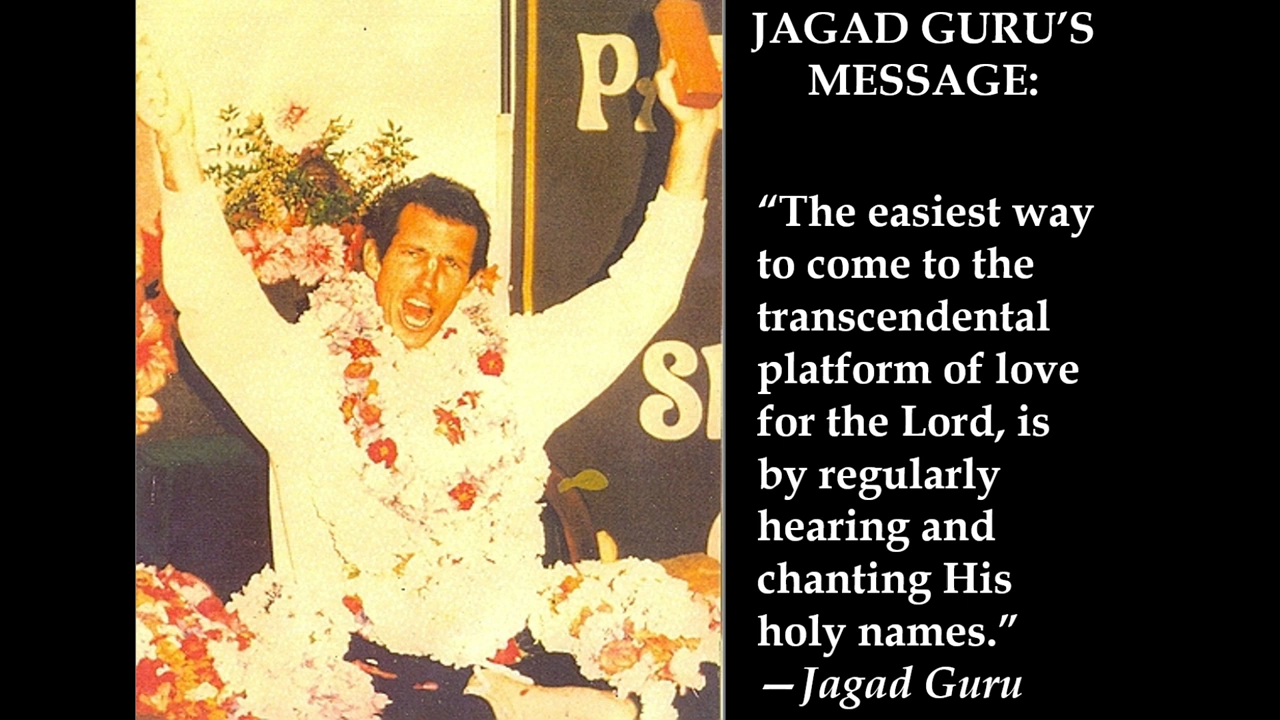 JAGAD GURU’S
MESSAGE:
“The easiest way
to come to the
transcendental
platform of love
for the Lord, is
by regularly
hearing and
chanting His
holy names.”
—Jagad Guru